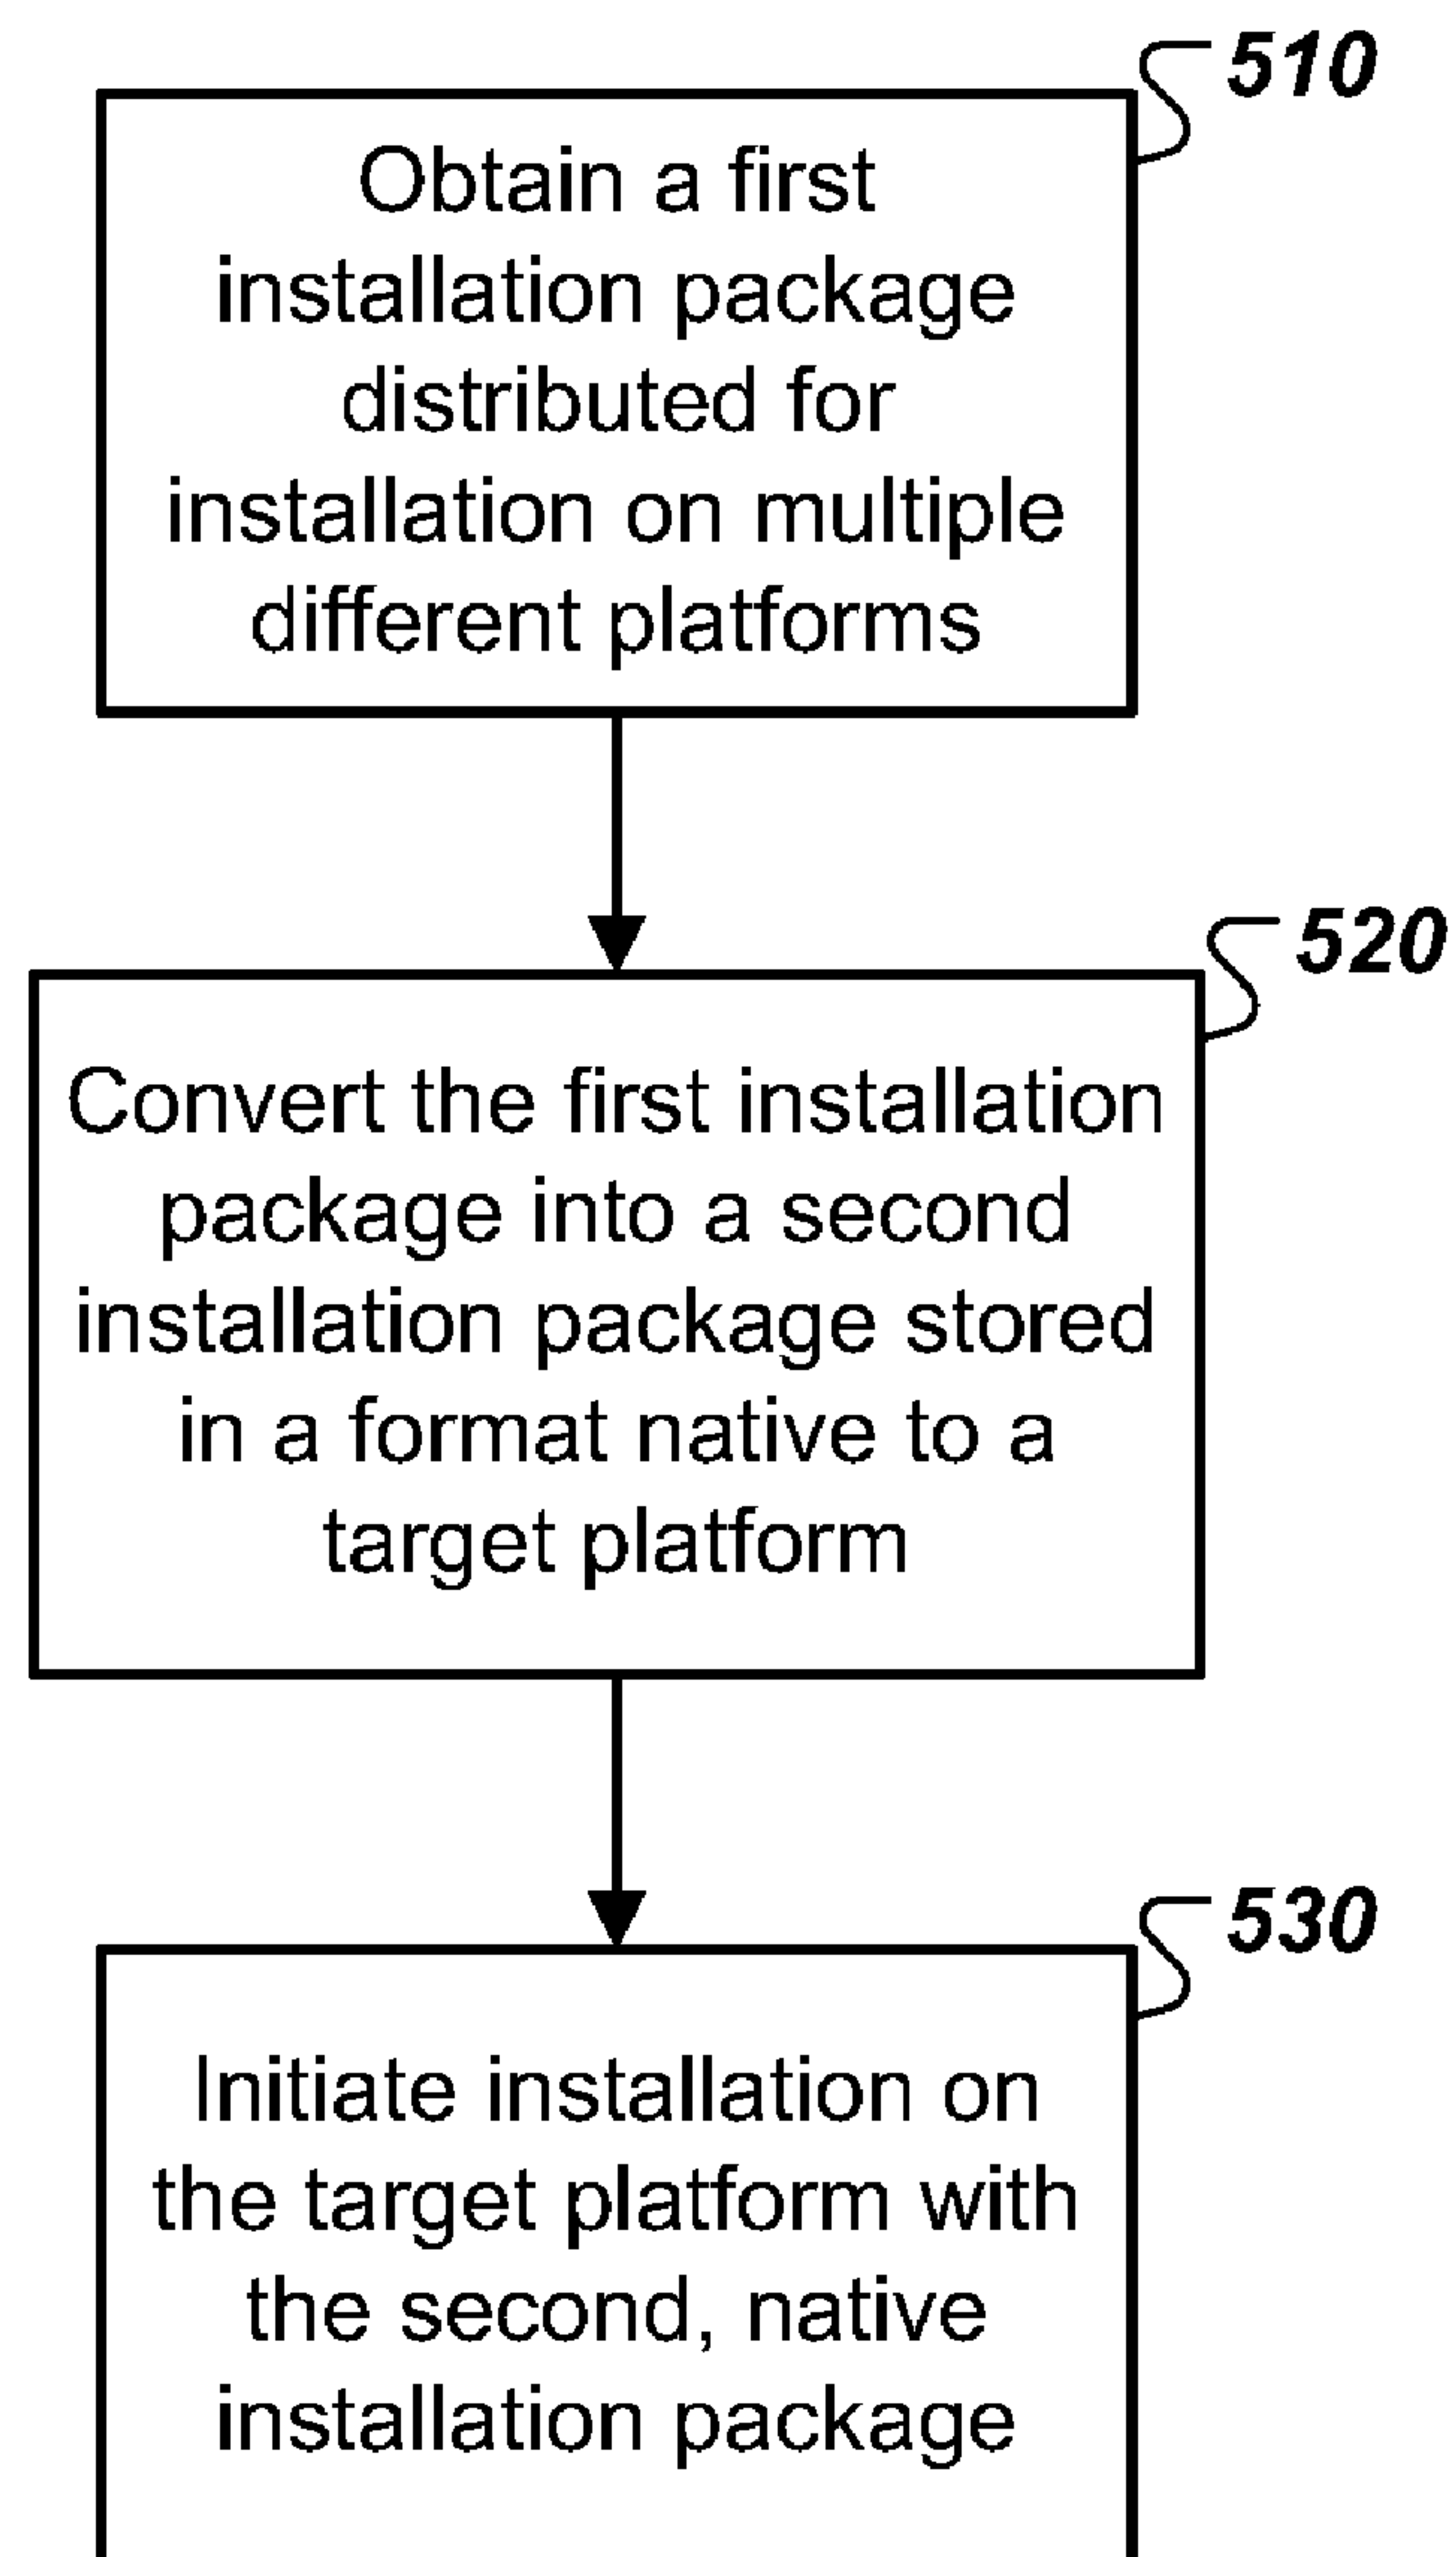 510
Obtain a first
installation package
distributed for
installation on multiple
different platforms
520
Convert the first installation
package into a second
installation package stored
in a format native to a
target platform
530
Initiate installation on
the target platform with
the second, native
installation package